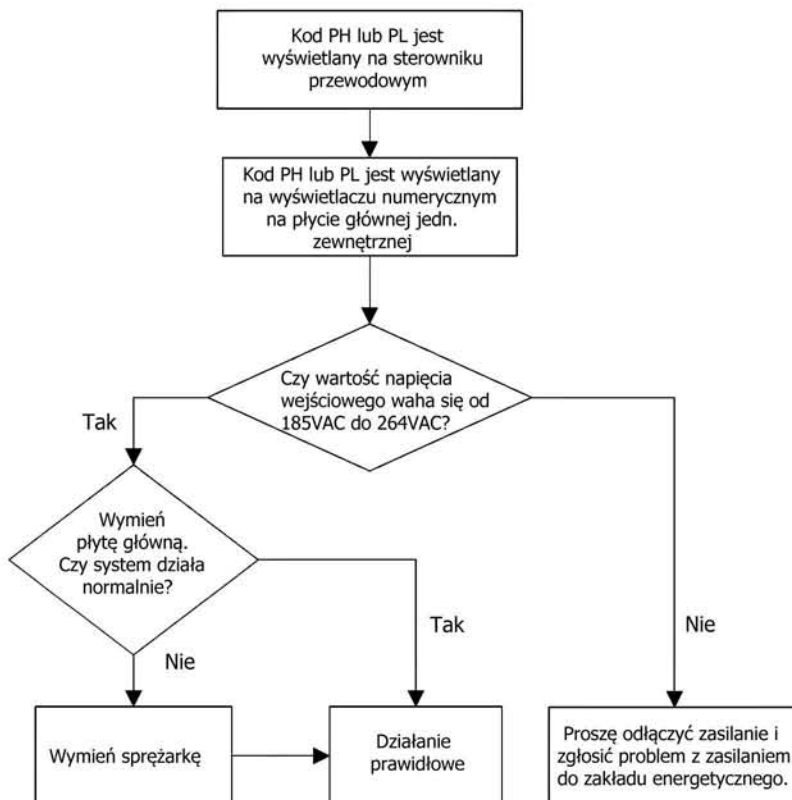 Kod PH lub PL jest
wyświetlany na sterowniku
przewodowym
Kod PH lub PL jest wyświetlany
na wyświetlaczu numerycznym
na płycie głównej jedn.
zewnętrznej
Czy wartość napięcia
wejściowego waha się od
185VAC do 264VAC?
Tak
Wymień
płytę główną.
Czy system działa
normalnie?
Tak
Nie
Nie
Wymień sprężarkę
Działanie
prawidłowe
Proszę odłączyć zasilanie i
zgłosić problem z zasilaniem
do zakładu energetycznego.